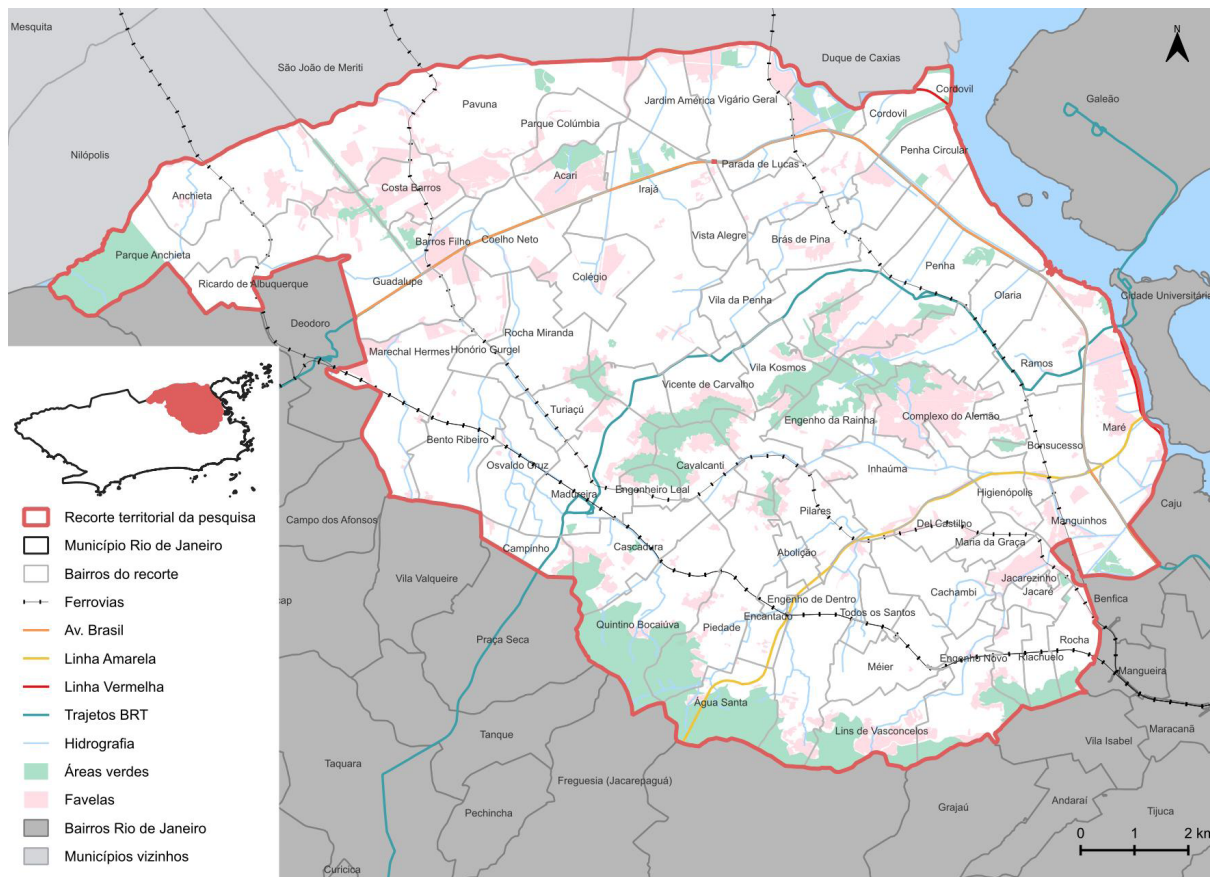 Mesquita
São João de Meriti
Duque de Caxias
N
Cordovil
Galeão
Pavuna
Jardim América
Vigário Geral
Cordovil
Parque Colúmbia
Penha Circular
Nilópolis
Parada de Lucas
Acari
Irajá
Costa Barros
Anchieta
Vista Alegre
Brás de Pina
Barros Filho
Coelho Neto
Parque Anchieta
Penha
Colégio
Ricardo de Albuquerque
Guadalupe
Olaria
Cidade Universitária
Vila da Penha
Deodoro
Rocha Miranda
Marechal Hermes
Honório Gurgel
Ramos
Vila Kosmos
Vicente de Carvalho
Turiaçú
Engenho da Rainha
Complexo do Alemão
Maré
Bento Ribeiro
Bonsucesso
Osvaldo Cruz
Cavalcanti
Inhaúma
Madureira
Engenheiro Leal
Higienópolis
Caju
Pilares
Campo dos Afonsos
Del Castilho
Manguinhos
Maria da Graça
Cascadura
Campinho
Abolição
Vila Valqueire
Jacarezinho
Jacaré
Cachambi
Benfica
cap
Engenho de Dentro
Todos os Santos
Encantado
Quintino Bocaiúva
Piedade
Praça Seca
Rocha
Engenho Novo
Riachuelo
Méier
Mangueira
Água Santa
Maracanã
Lins de Vasconcelos
Tanque
Vila Isabel
Taquara
Freguesia (Jacarepaguá)
Andaraí
Grajaú
Tijuca
Pechincha
Curicica
Recorte territorial da pesquisa
Município Rio de Janeiro
Bairros do recorte
Ferrovias
Av. Brasil
Linha Amarela
Linha Vermelha
Trajetos BRT
Hidrografia
Áreas verdes
Favelas
Bairros Rio de Janeiro
Municípios vizinhos
0 1 2 km